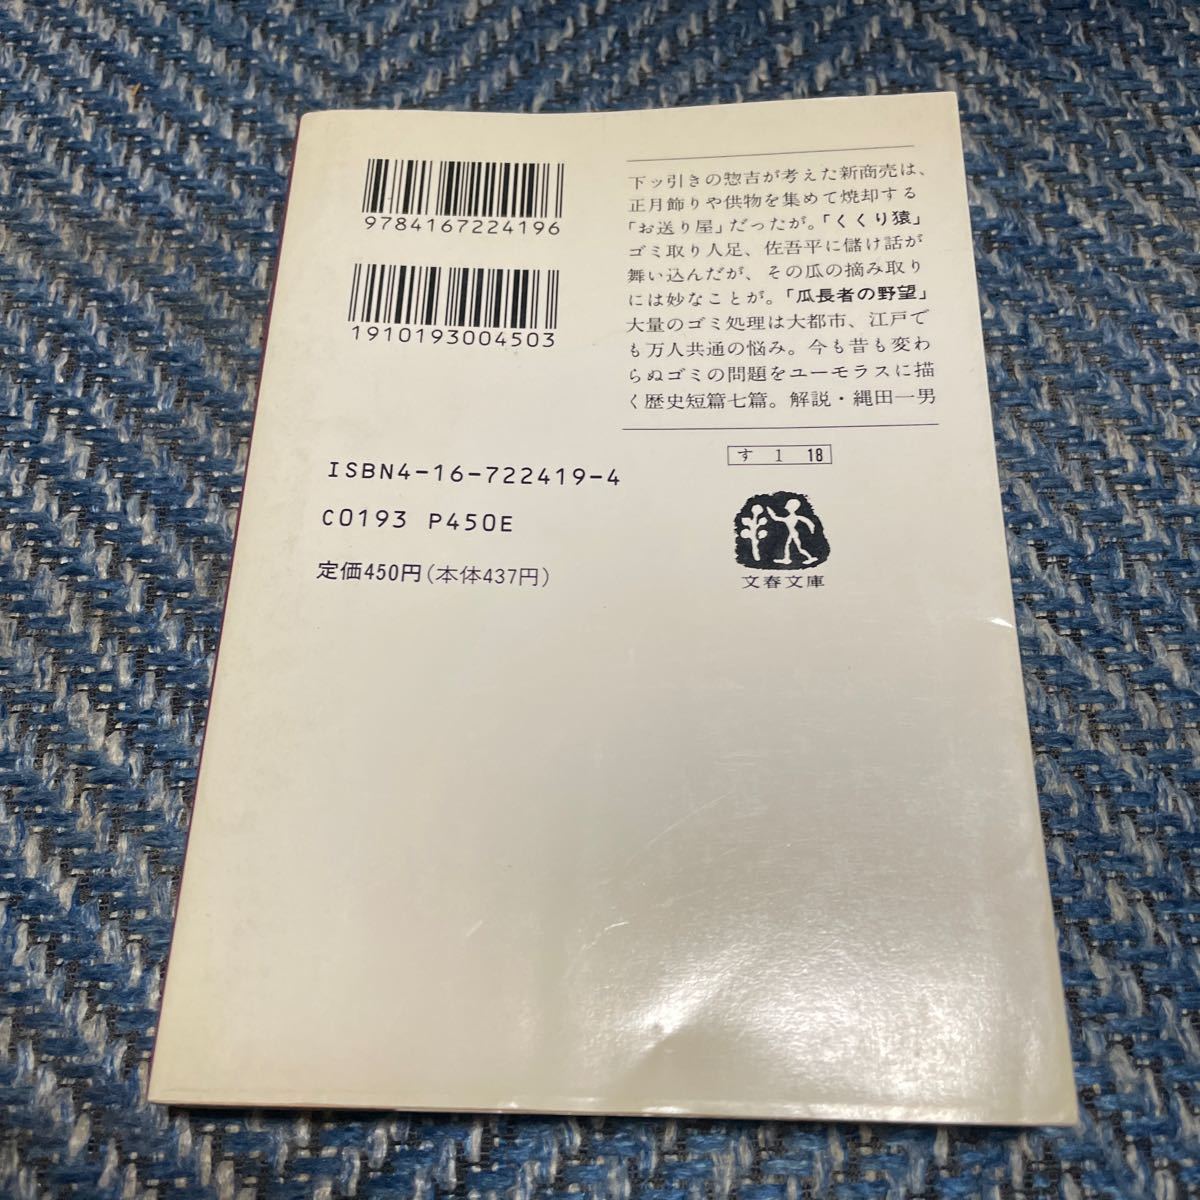 9784167224196
1910193004503
ISBN4-16-722419-4
C0193 P450E
定価450円(本体437円)
下ッ引きの惣吉が考えた新商売は、
正月飾りや供物を集めて焼却する
「お送り屋」だったが。「くくり猿」
ゴミ取り人足、佐吾平に儲け話が
舞い込んだが、その瓜の摘み取り
には妙なことが。「瓜長者の野望」
大量のゴミ処理は大都市、江戸で
も万人共通の悩み。今も昔も変わ
らぬゴミの問題をユーモラスに描
く歴史短篇七篇。解説・縄田一男
す 1 18
文春文庫